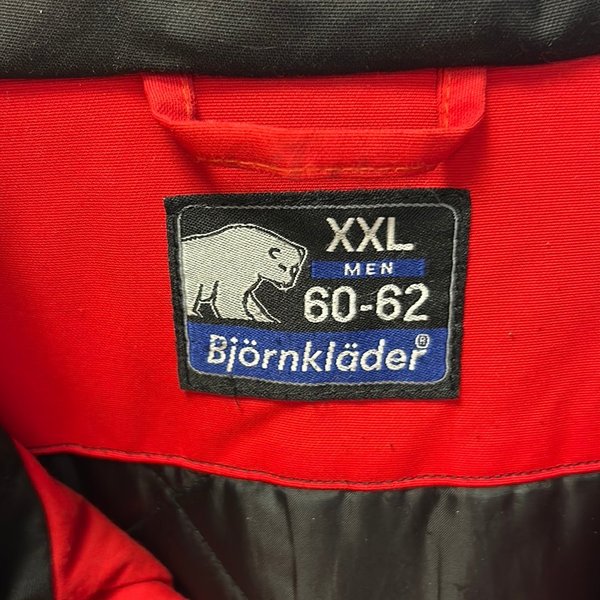 XXL
MEN
60-62
Björnkläder®